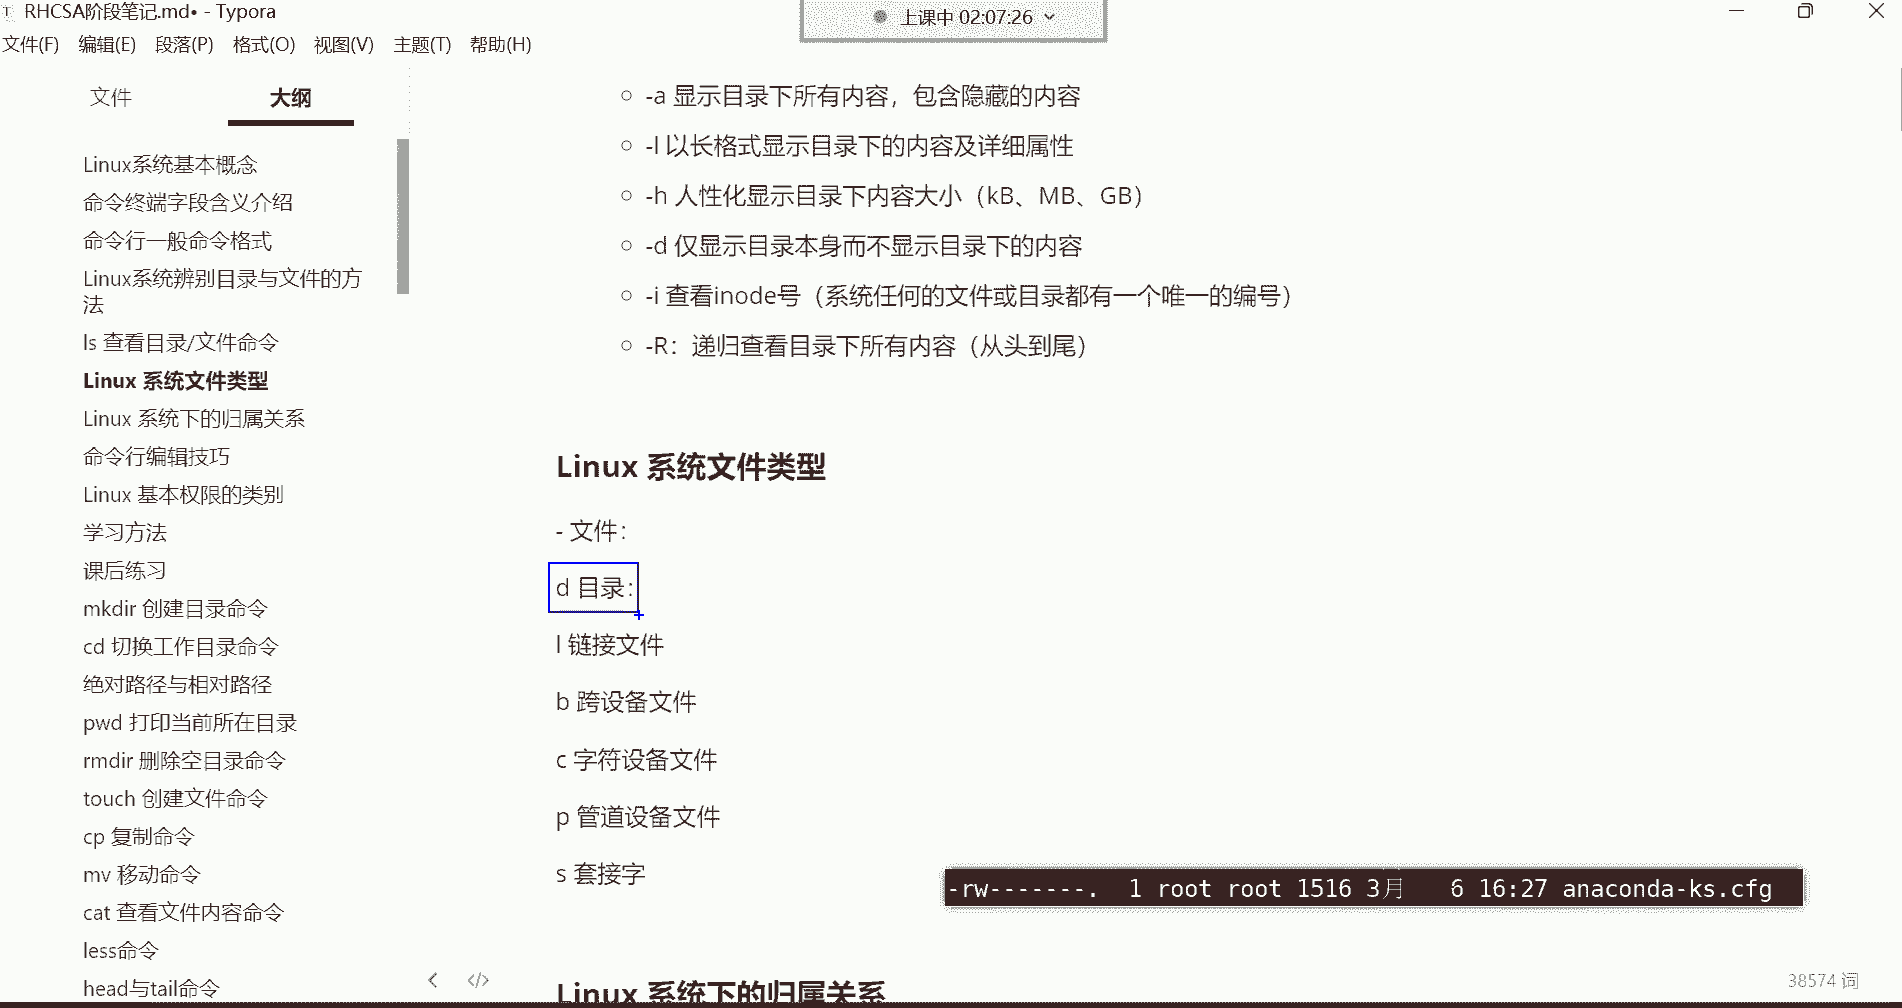 RHCSA阶段笔记.md• - Typora
上课中 02:07:26
文件(F) 编辑(E) 段落(P) 格式(O) 视图(V) 主题(T) 帮助(H)
文件 大纲
Linux系统基本概念
命令终端字段含义介绍
命令行一般命令格式
Linux系统辨别目录与文件的方
法
ls 查看目录/文件命令
Linux 系统文件类型
Linux 系统下的归属关系
命令行编辑技巧
Linux 基本权限的类别
学习方法
课后练习
mkdir 创建目录命令
cd 切换工作目录命令
绝对路径与相对路径
pwd 打印当前所在目录
rmdir 删除空目录命令
touch 创建文件命令
cp 复制命令
mv 移动命令
cat 查看文件内容命令
less命令
head与tail命令
-a 显示目录下所有内容，包含隐藏的内容
-l 以长格式显示目录下的内容及详细属性
-h 人性化显示目录下内容大小（kB、MB、GB）
-d 仅显示目录本身而不显示目录下的内容
-i 查看inode号（系统任何的文件或目录都有一个唯一的编号）
-R：递归查看目录下所有内容（从头到尾）
Linux 系统文件类型
- 文件：
d 目录：
l 链接文件
b 跨设备文件
c 字符设备文件
p 管道设备文件
s 套接字
-rw-------. 1 root root 1516 3月 6 16:27 anaconda-ks.cfg
Linux 系统下的归属关系
38574 词